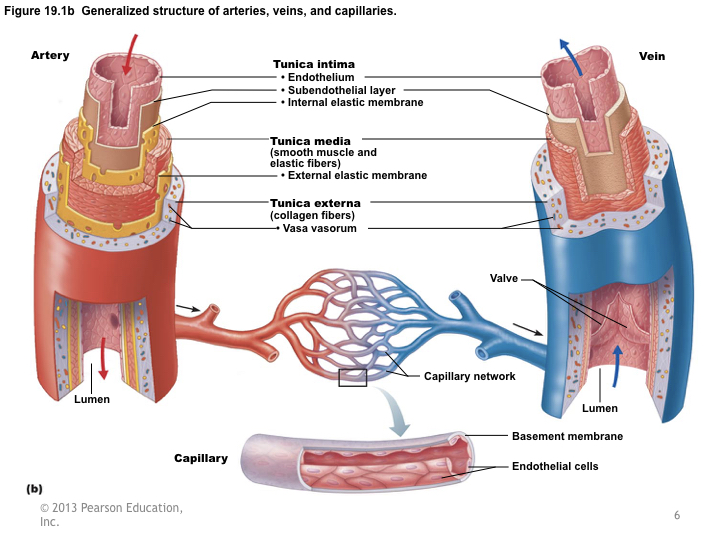 Figure 19.1b  Generalized structure of arteries, veins, and capillaries.
Artery
Vein
Tunica intima
• Endothelium
• Subendothelial layer
• Internal elastic membrane
Tunica media
(smooth muscle and
elastic fibers)
• External elastic membrane
Tunica externa
(collagen fibers)
• Vasa vasorum
Valve
Capillary network
Lumen
Lumen
Basement membrane
Capillary
Endothelial cells
(b)
© 2013 Pearson Education,
Inc.
6